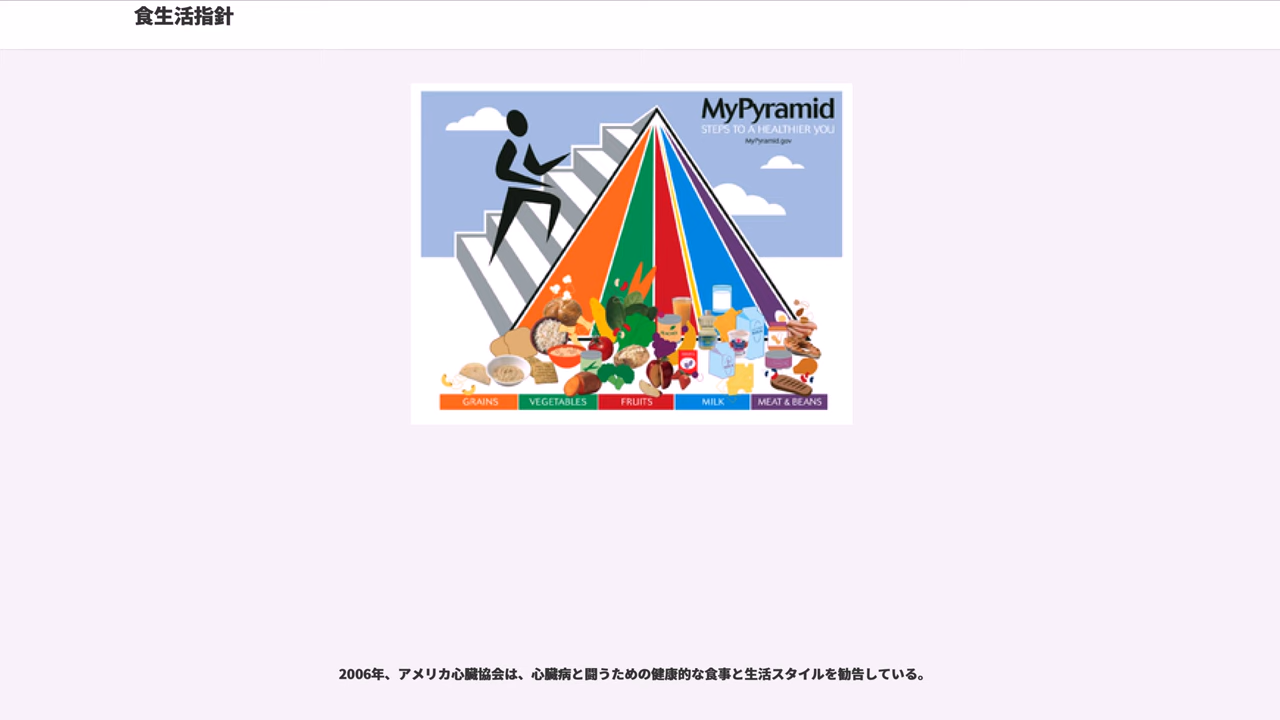 食生活指針
MyPyramid
STEPS TO A HEALTHIER YOU
MyPyramid.gov
GRAINS VEGETABLES FRUITS MILK MEAT & BEANS
2006年、アメリカ心臓協会は、心臓病と闘うための健康的な食事と生活スタイルを勧告している。